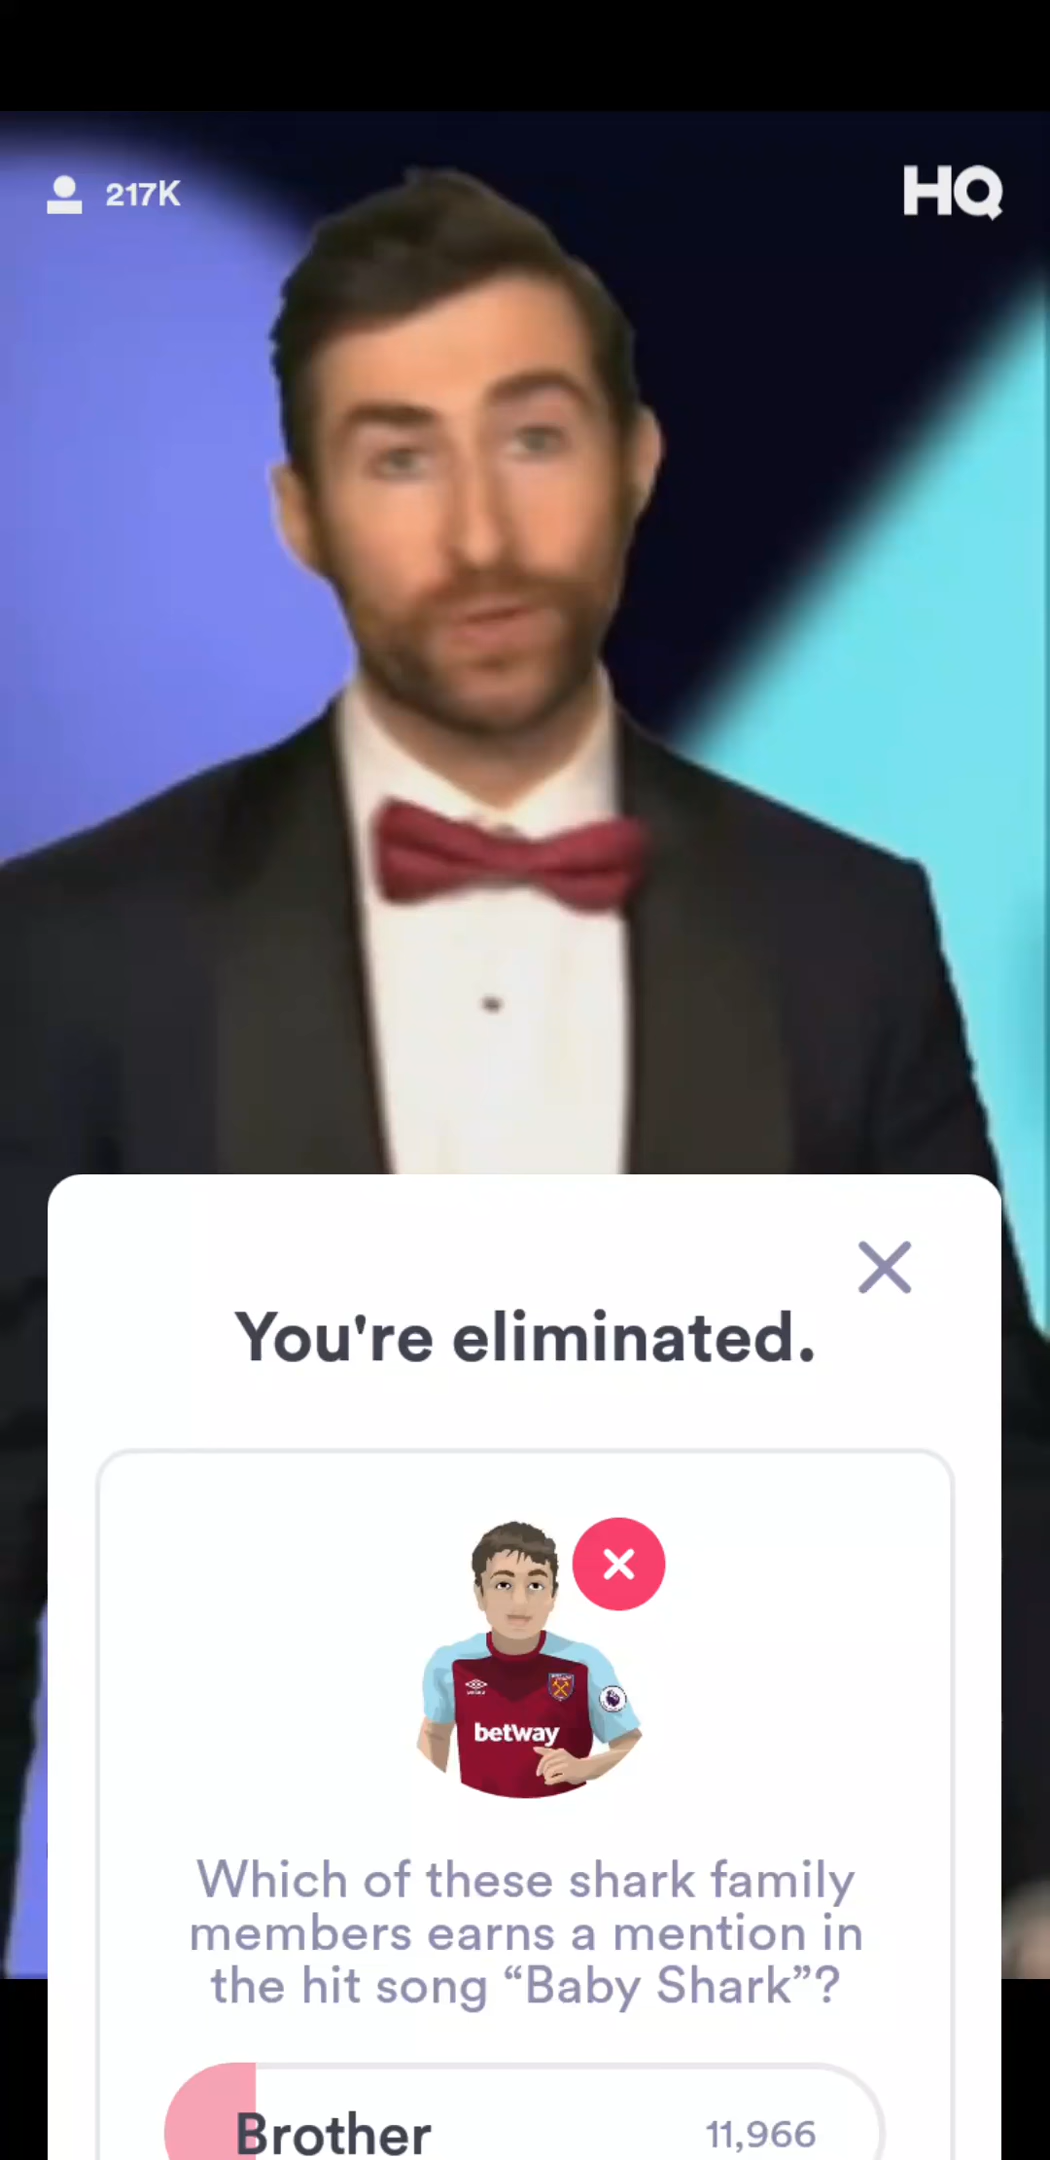 217K
HQ
You're eliminated.
betway
Which of these shark family
members earns a mention in
the hit song “Baby Shark”?
Brother 11,966